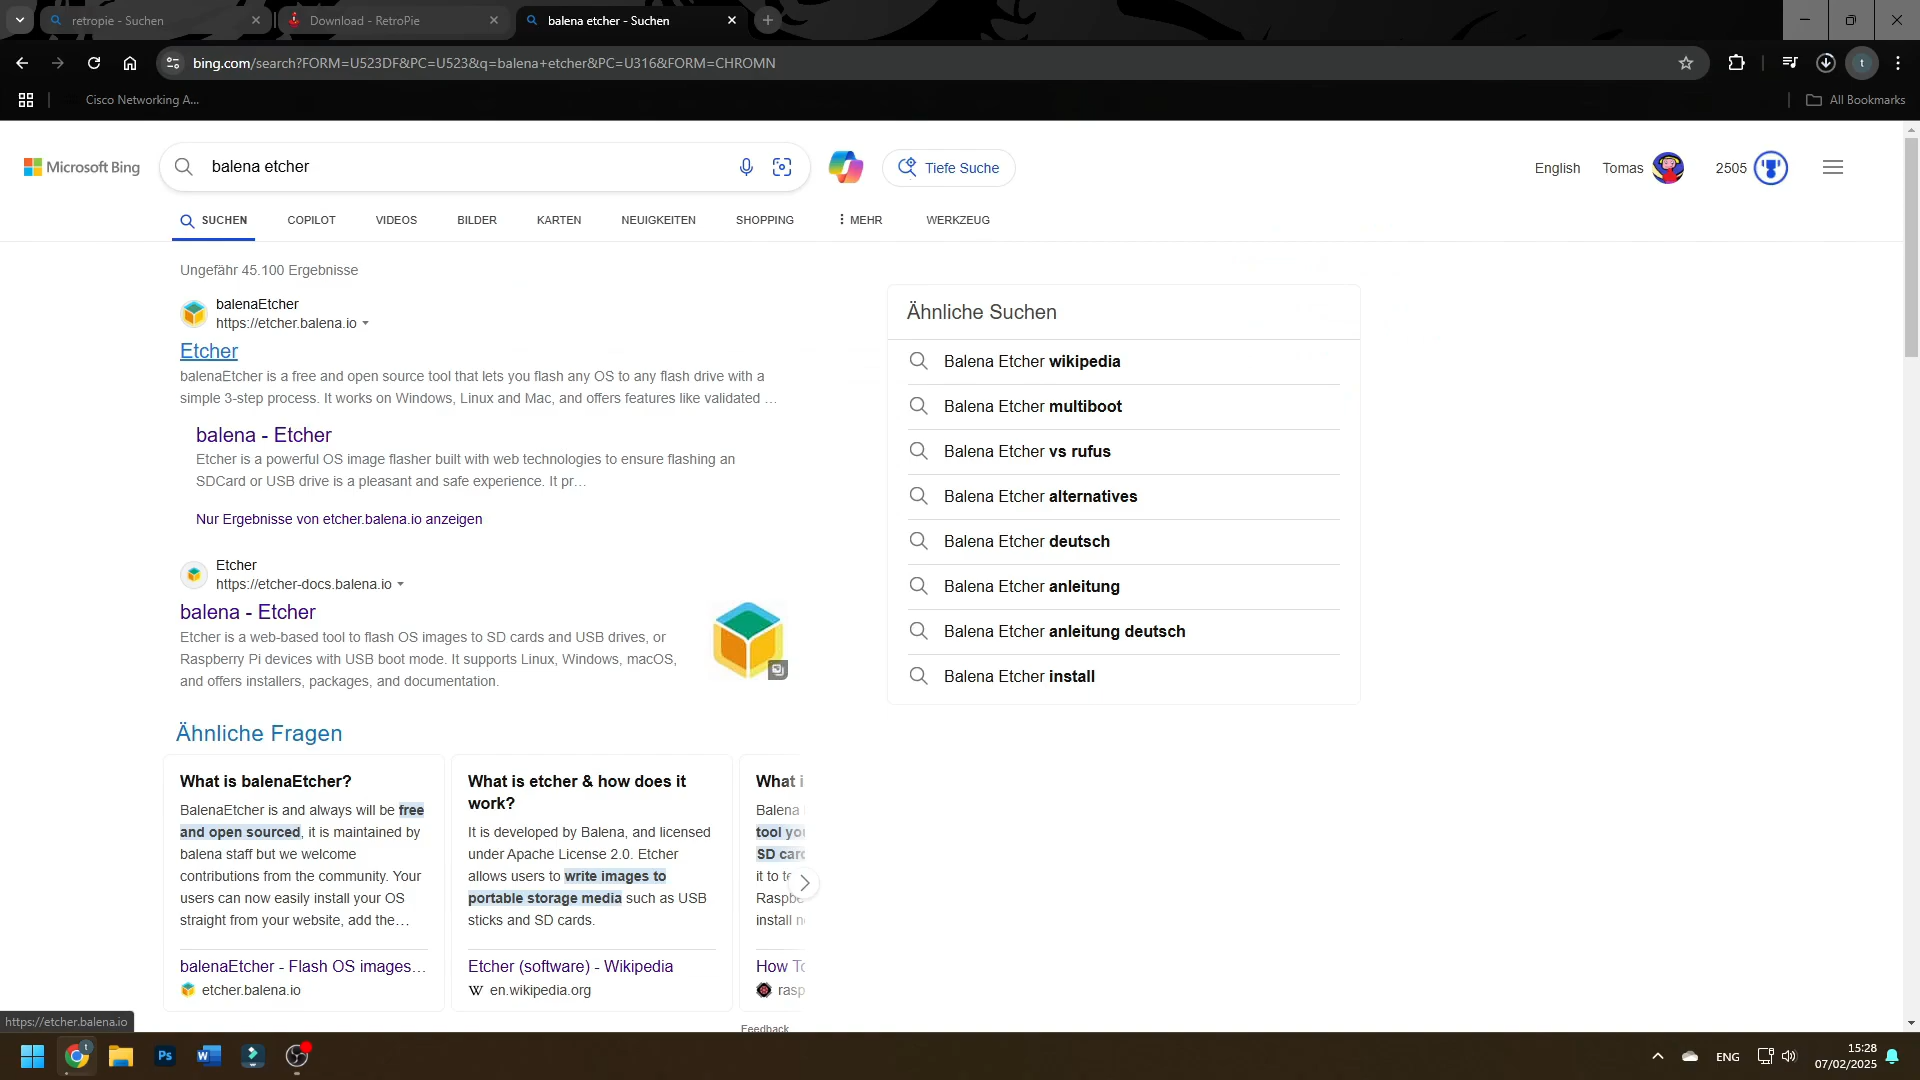 retropie - Suchen
Download - RetroPie
balena etcher - Suchen
bing.com/search?FORM=U523DF&PC=U523&q=balena+etcher&PC=U316&FORM=CHROMN
t
Cisco Networking A...
All Bookmarks
Microsoft Bing
balena etcher
Tiefe Suche
English
Tomas
2505
SUCHEN
COPILOT
VIDEOS
BILDER
KARTEN
NEUIGKEITEN
SHOPPING
MEHR
WERKZEUG
Ungefähr 45.100 Ergebnisse
balenaEtcher
https://etcher.balena.io
Etcher
balenaEtcher is a free and open source tool that lets you flash any OS to any flash drive with a
simple 3-step process. It works on Windows, Linux and Mac, and offers features like validated ...
balena - Etcher
Etcher is a powerful OS image flasher built with web technologies to ensure flashing an
SDCard or USB drive is a pleasant and safe experience. It pr...
Nur Ergebnisse von etcher.balena.io anzeigen
Etcher
https://etcher-docs.balena.io
balena - Etcher
Etcher is a web-based tool to flash OS images to SD cards and USB drives, or
Raspberry Pi devices with USB boot mode. It supports Linux, Windows, macOS,
and offers installers, packages, and documentation.
Ähnliche Suchen
Balena Etcher wikipedia
Balena Etcher multiboot
Balena Etcher vs rufus
Balena Etcher alternatives
Balena Etcher deutsch
Balena Etcher anleitung
Balena Etcher anleitung deutsch
Balena Etcher install
Ähnliche Fragen
What is balenaEtcher?
BalenaEtcher is and always will be free
and open sourced, it is maintained by
balena staff but we welcome
contributions from the community. Your
users can now easily install your OS
straight from your website, add the...
balenaEtcher - Flash OS images...
etcher.balena.io
What is etcher & how does it
work?
It is developed by Balena, and licensed
under Apache License 2.0. Etcher
allows users to write images to
portable storage media such as USB
sticks and SD cards.
Etcher (software) - Wikipedia
W en.wikipedia.org
What i
Balena
tool you
SD card
it to te
Raspbe
install n
How To
rasp
Feedback
https://etcher.balena.io
t
Ps
W
ENG
15:28
07/02/2025